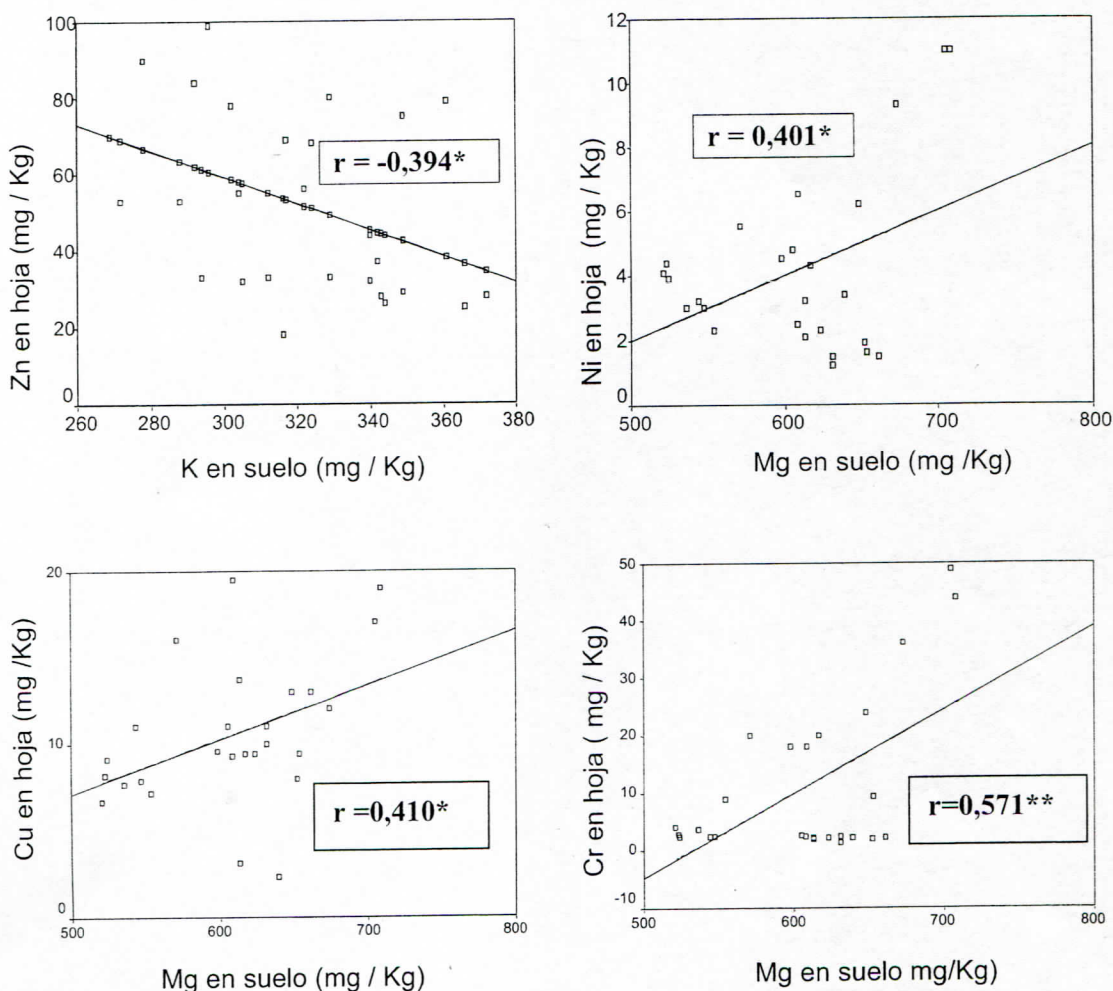 Zn en hoja (mg / Kg)
100
80
60
40
20
0
r = -0,394*
260 280 300 320 340 360 380
K en suelo (mg / Kg)
Ni en hoja (mg / Kg)
12
10
8
6
4
2
0
r = 0,401*
500 600 700 800
Mg en suelo (mg /Kg)
Cu en hoja (mg /Kg)
20
10
0
r =0,410*
500 600 700 800
Mg en suelo (mg / Kg)
Cr en hoja ( mg / Kg)
50
40
30
20
10
0
-10
r=0,571**
500 600 700 800
Mg en suelo mg/Kg)